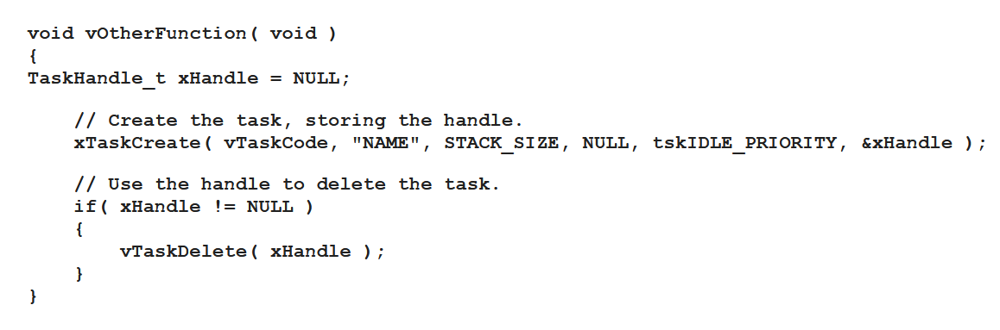 void vOtherFunction( void )
{
TaskHandle_t xHandle = NULL;
// Create the task, storing the handle.
xTaskCreate( vTaskCode, "NAME", STACK_SIZE, NULL, tskIDLE_PRIORITY, &xHandle );
// Use the handle to delete the task.
if( xHandle != NULL )
{
vTaskDelete( xHandle );
}
}